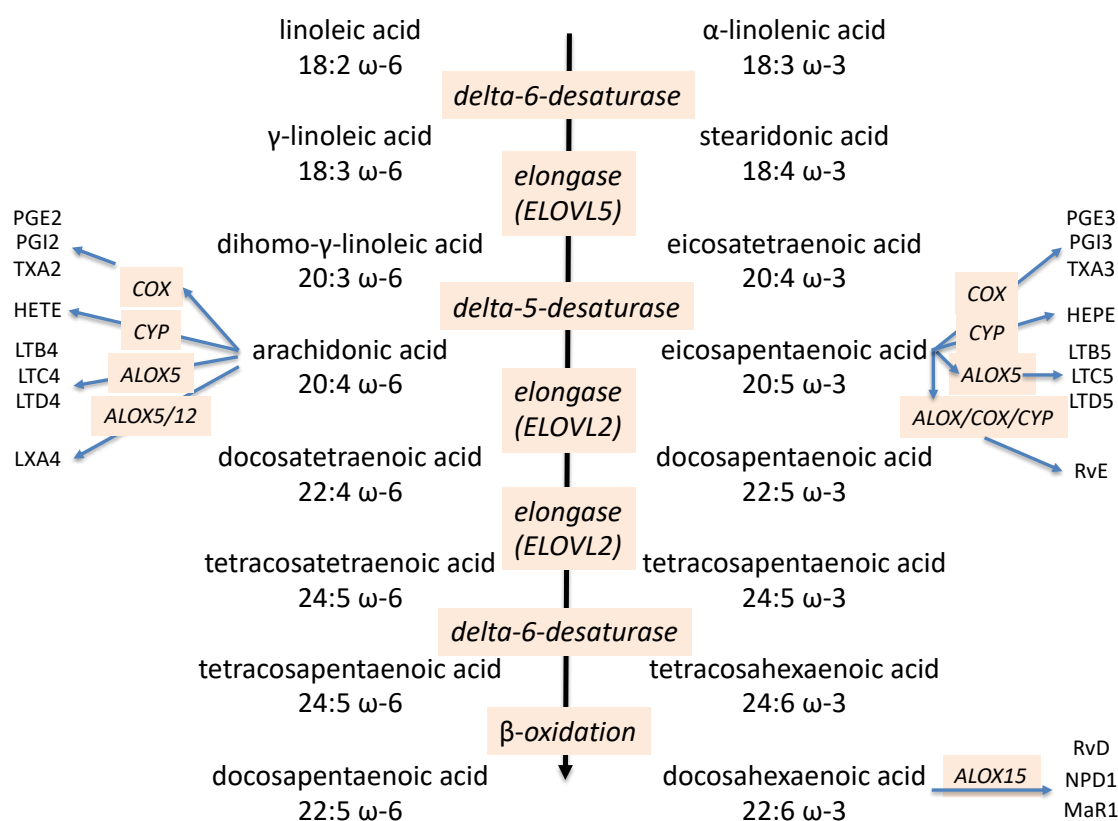 linoleic acid
18:2 ω-6
α-linolenic acid
18:3 ω-3
delta-6-desaturase
γ-linoleic acid
18:3 ω-6
stearidonic acid
18:4 ω-3
elongase
(ELOVL5)
PGE2
PGI2
TXA2
dihomo-γ-linoleic acid
20:3 ω-6
eicosatetraenoic acid
20:4 ω-3
PGE3
PGI3
TXA3
COX
COX
delta-5-desaturase
HETE
CYP
CYP
HEPE
arachidonic acid
20:4 ω-6
eicosapentaenoic acid
20:5 ω-3
LTB4
LTC4
LTD4
ALOX5
ALOX5
LTB5
LTC5
LTD5
elongase
(ELOVL2)
ALOX5/12
ALOX/COX/CYP
LXA4
RvE
docosatetraenoic acid
22:4 ω-6
docosapentaenoic acid
22:5 ω-3
elongase
(ELOVL2)
tetracosatetraenoic acid
24:5 ω-6
tetracosapentaenoic acid
24:5 ω-3
delta-6-desaturase
tetracosapentaenoic acid
24:5 ω-6
tetracosahexaenoic acid
24:6 ω-3
β-oxidation
docosapentaenoic acid
22:5 ω-6
docosahexaenoic acid
22:6 ω-3
ALOX15
RvD
NPD1
MaR1